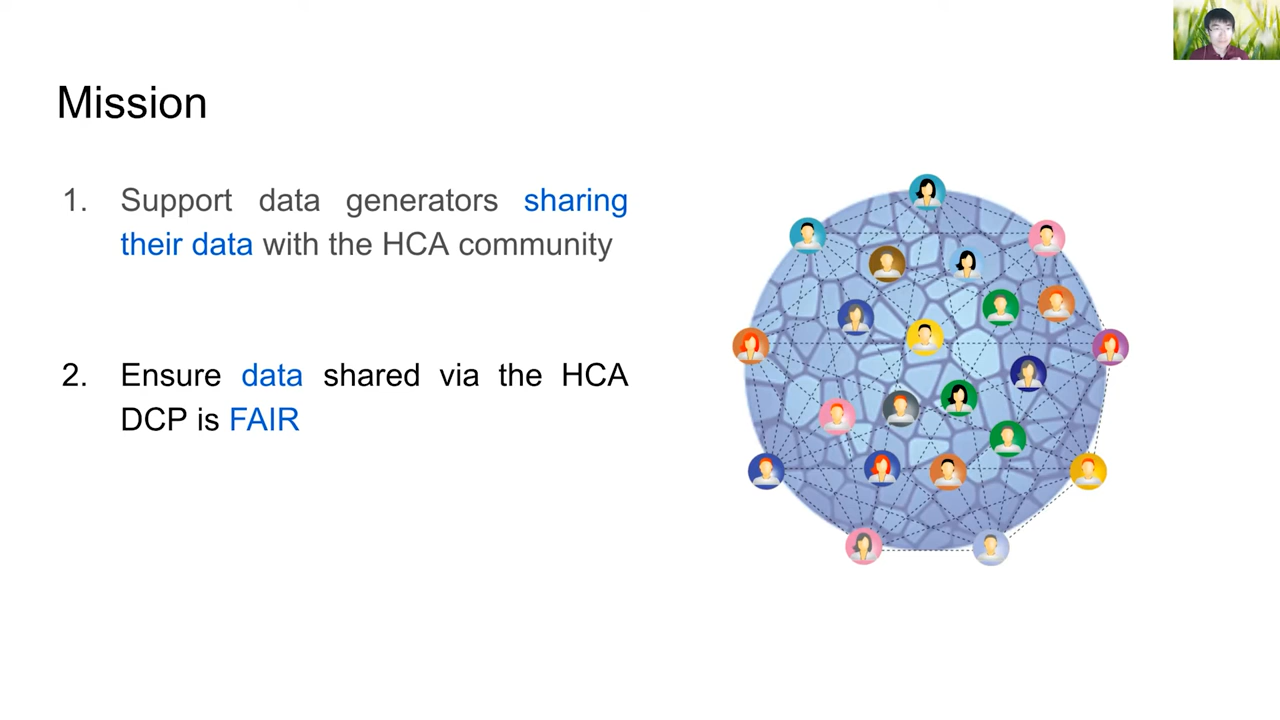 Mission
1. Support data generators sharing
their data with the HCA community
2. Ensure data shared via the HCA
DCP is FAIR